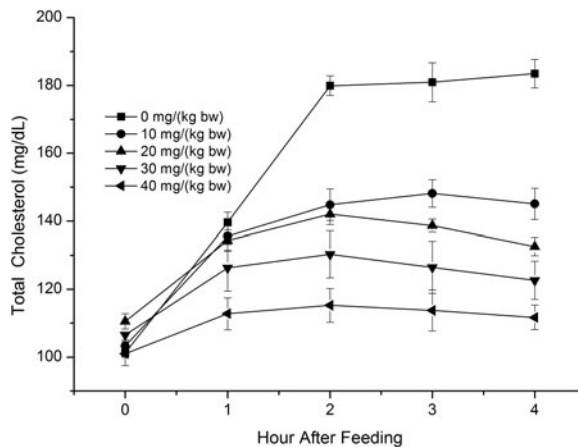 200
180
160
140
120
100
Total Cholesterol (mg/dL)
0 mg/(kg bw)
10 mg/(kg bw)
20 mg/(kg bw)
30 mg/(kg bw)
40 mg/(kg bw)
0 1 2 3 4
Hour After Feeding